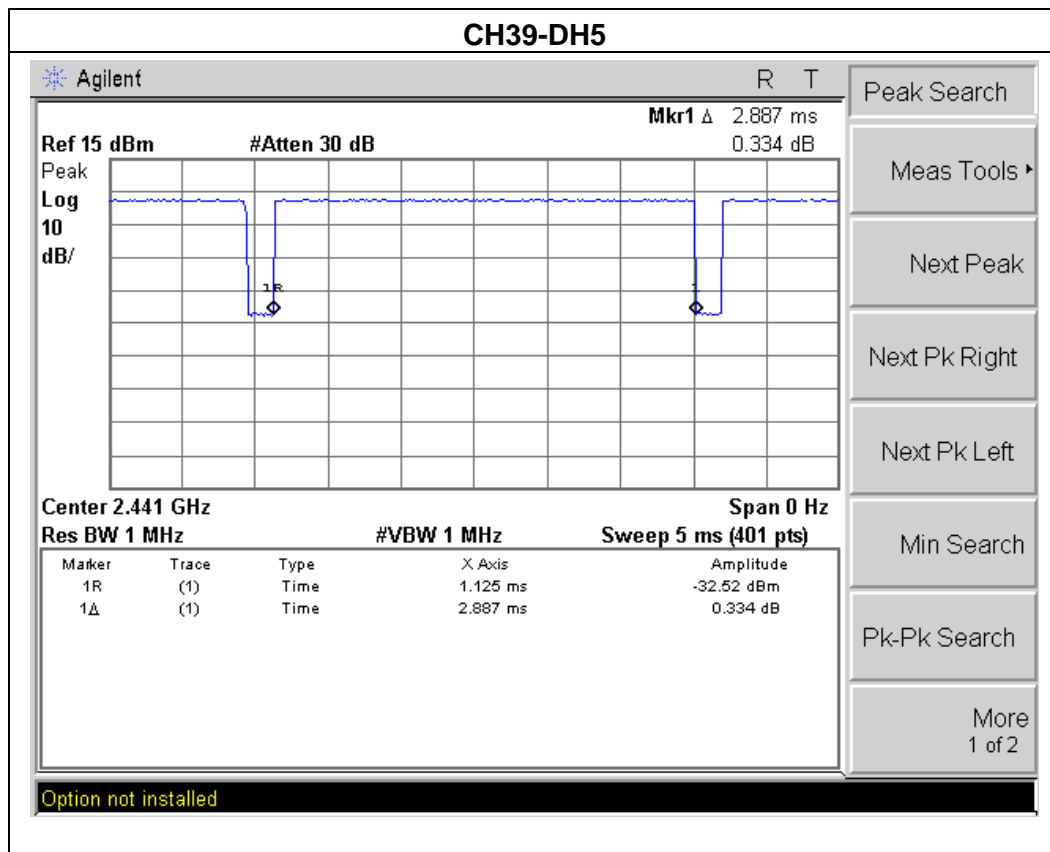 CH39-DH5
Agilent R T
Mkr1 Δ 2.887 ms
Ref 15 dBm #Atten 30 dB 0.334 dB
Peak
Log
10
dB/
1R
1
Center 2.441 GHz Span 0 Hz
Res BW 1 MHz #VBW 1 MHz Sweep 5 ms (401 pts)
Marker Trace Type X Axis Amplitude
1R (1) Time 1.125 ms -32.52 dBm
1Δ (1) Time 2.887 ms 0.334 dB
Peak Search
Meas Tools
Next Peak
Next Pk Right
Next Pk Left
Min Search
Pk-Pk Search
More
1 of 2
Option not installed